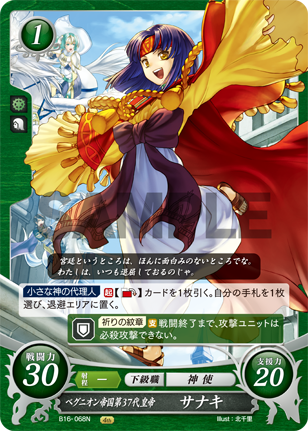 1
SAMPLE
宮廷というところは、ほんに面白みのないところでな。
わたしは、いつも退屈しておるのじゃ。
小さな神の代理人 起【 】カードを1枚引く。自分の手札を1枚
選び、退避エリアに置く。
祈りの紋章 支 戦闘終了まで、攻撃ユニットは
必殺攻撃できない。
戦闘力
30
射程 一 下級職 神使
支援力
20
ベグニオン帝国第37代皇帝 サナキ
B16-068N
Illust：北千里